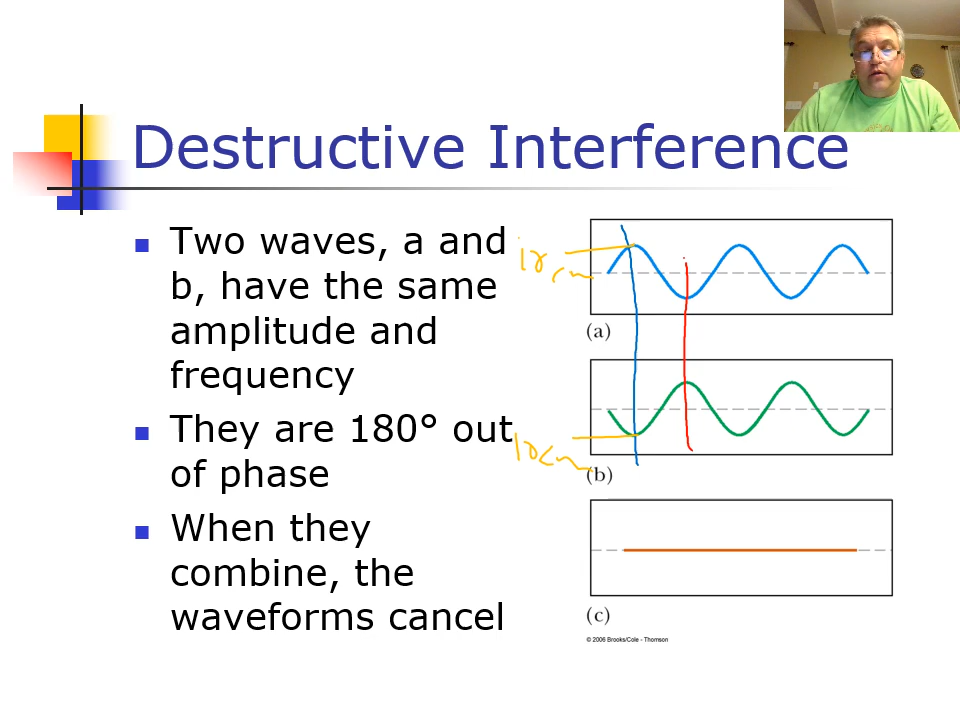 Destructive Interference
Two waves, a and
b, have the same
amplitude and
frequency
They are 180° out
of phase
When they
combine, the
waveforms cancel
(a)
(b)
(c)
© 2006 Brooks/Cole - Thomson